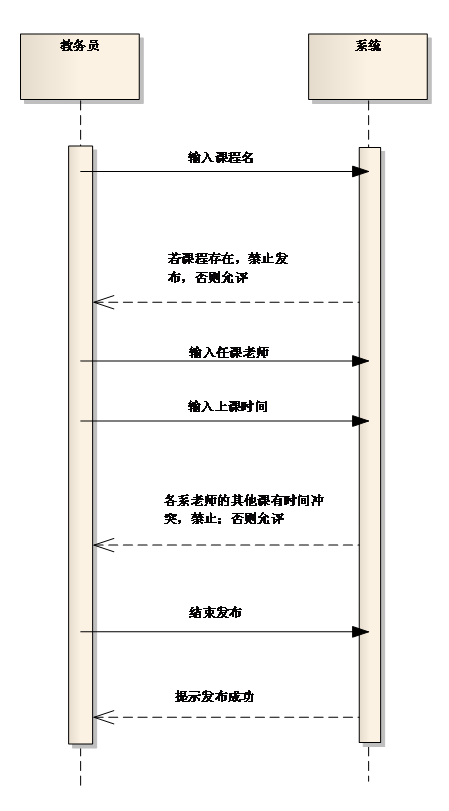 教务员
系统
输入课程名
若课程存在，禁止发
布，否则允评
输入任课老师
输入上课时间
各系老师的其他课有时间冲
突，禁止；否则允评
结束发布
提示发布成功